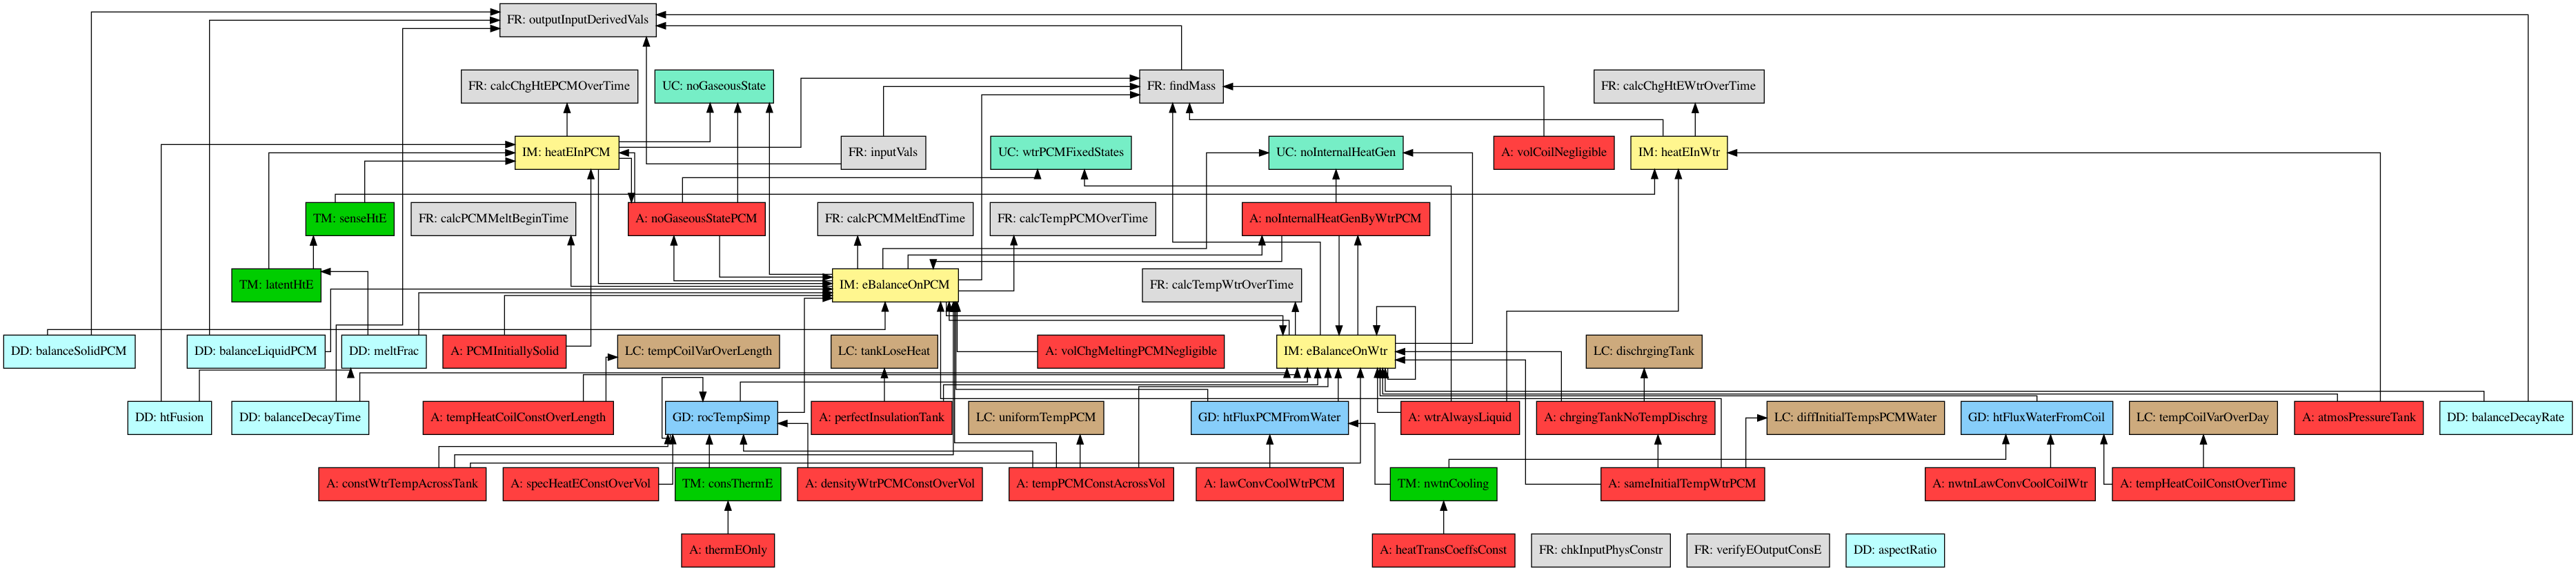 FR: outputInputDerivedVals
FR: calcChgHtEPCMOverTime
UC: noGaseousState
FR: findMass
FR: calcChgHtEWtrOverTime
IM: heatEInPCM
FR: inputVals
UC: wtrPCMFixedStates
UC: noInternalHeatGen
A: volCoilNegligible
IM: heatEInWtr
TM: senseHtE
FR: calcPCMMeltBeginTime
A: noGaseousStatePCM
FR: calcPCMMeltEndTime
FR: calcTempPCMOverTime
A: noInternalHeatGenByWtrPCM
TM: latentHtE
IM: eBalanceOnPCM
FR: calcTempWtrOverTime
DD: balanceSolidPCM
DD: balanceLiquidPCM
DD: meltFrac
A: PCMInitiallySolid
LC: tempCoilVarOverLength
LC: tankLoseHeat
A: volChgMeltingPCMNegligible
IM: eBalanceOnWtr
LC: dischrgingTank
DD: htFusion
DD: balanceDecayTime
A: tempHeatCoilConstOverLength
GD: rocTempSimp
A: perfectInsulationTank
LC: uniformTempPCM
GD: htFluxPCMFromWater
A: wtrAlwaysLiquid
A: chrgingTankNoTempDischrg
LC: diffInitialTempsPCMWater
GD: htFluxWaterFromCoil
LC: tempCoilVarOverDay
A: atmosPressureTank
DD: balanceDecayRate
A: constWtrTempAcrossTank
A: specHeatEConstOverVol
TM: consThermE
A: densityWtrPCMConstOverVol
A: tempPCMConstAcrossVol
A: lawConvCoolWtrPCM
TM: nwtnCooling
A: sameInitialTempWtrPCM
A: nwtnLawConvCoolCoilWtr
A: tempHeatCoilConstOverTime
A: thermEOnly
A: heatTransCoeffsConst
FR: chkInputPhysConstr
FR: verifyEOutputConsE
DD: aspectRatio